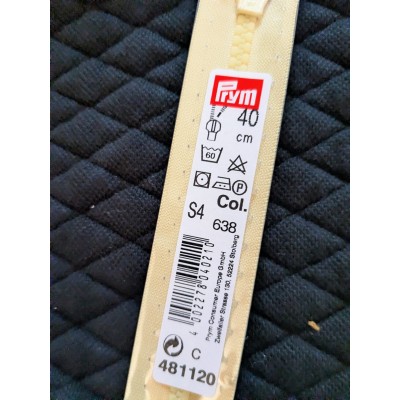 Prym
40
cm
60
P
Col.
S4 638
4 002278 040210
Prym Consumer Europe GmbH
Zweifaller Strasse 130, 52224 Stolberg
C
481120